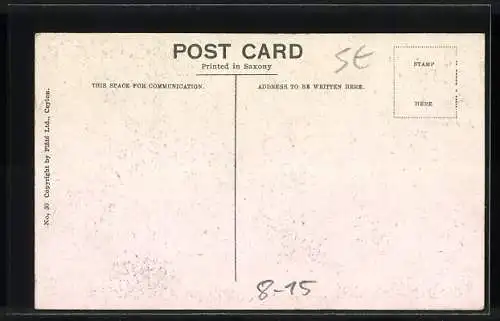 POST CARD
Printed in Saxony
SE
THIS SPACE FOR COMMUNICATION.
ADDRESS TO BE WRITTEN HERE.
STAMP
HERE
No. 30 Copyright by Plâté Ltd., Ceylon.
8-15